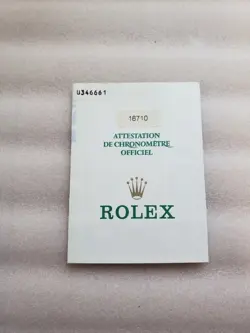 U346661
16710
ATTESTATION
DE CHRONOMÈTRE
OFFICIEL
ROLEX